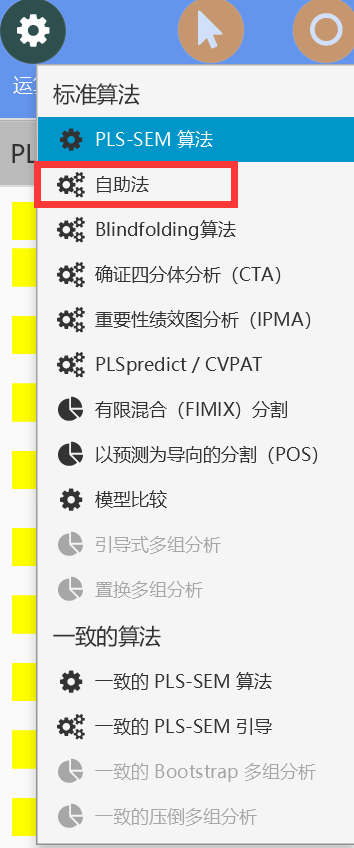 运
标准算法
PL
PLS-SEM 算法
自助法
Blindfolding算法
确证四分体分析（CTA）
重要性绩效图分析（IPMA）
PLSpredict / CVPAT
有限混合（FIMIX）分割
以预测为导向的分割（POS）
模型比较
引导式多组分析
置换多组分析
一致的算法
一致的 PLS-SEM 算法
一致的 PLS-SEM 引导
一致的 Bootstrap 多组分析
一致的压倒多组分析